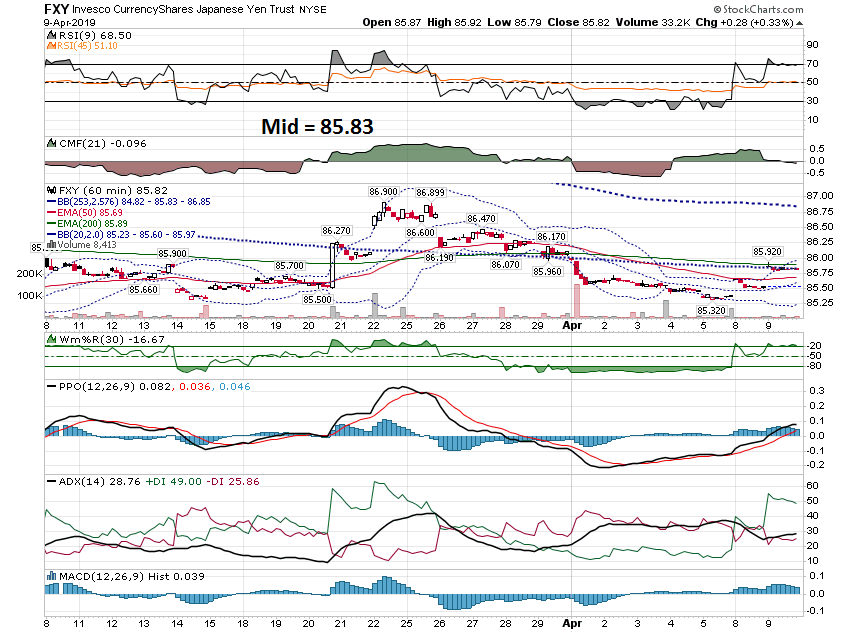 FXY Invesco CurrencyShares Japanese Yen Trust NYSE © StockCharts.com
9-Apr-2019 Open 85.87 High 85.92 Low 85.79 Close 85.82 Volume 33.2K Chg +0.28 (+0.33%)
RSI(9) 68.50
RSI(45) 51.10
90
70
50
30
10
Mid = 85.83
CMF(21) -0.096
0.5
0.0
-0.5
FXY (60 min) 85.82
BB(253,2.576) 84.82 - 85.83 - 86.85
EMA(50) 85.69
EMA(200) 85.89
BB(20,2.0) 85.23 - 85.60 - 85.97
Volume 8,413
87.00
86.75
86.50
86.25
86.00
85.75
85.50
85.25
200K
100K
85
85.660
85.900
85.700
85.500
86.270
86.900
86.600
86.899
86.190
86.470
86.070
86.170
85.960
85.320
85.920
8 11 12 13 14 15 18 19 20 21 22 25 26 27 28 29 Apr 2 3 4 5 8 9
Wm%R(30) -16.67
-20
-50
-80
PPO(12,26,9) 0.082, 0.036, 0.046
0.3
0.2
0.1
0.0
-0.1
-0.2
ADX(14) 28.76 +DI 49.00 -DI 25.86
60
50
40
30
20
10
MACD(12,26,9) Hist 0.039
0.1
0.0
-0.1
8 11 12 13 14 15 18 19 20 21 22 25 26 27 28 29 Apr 2 3 4 5 8 9